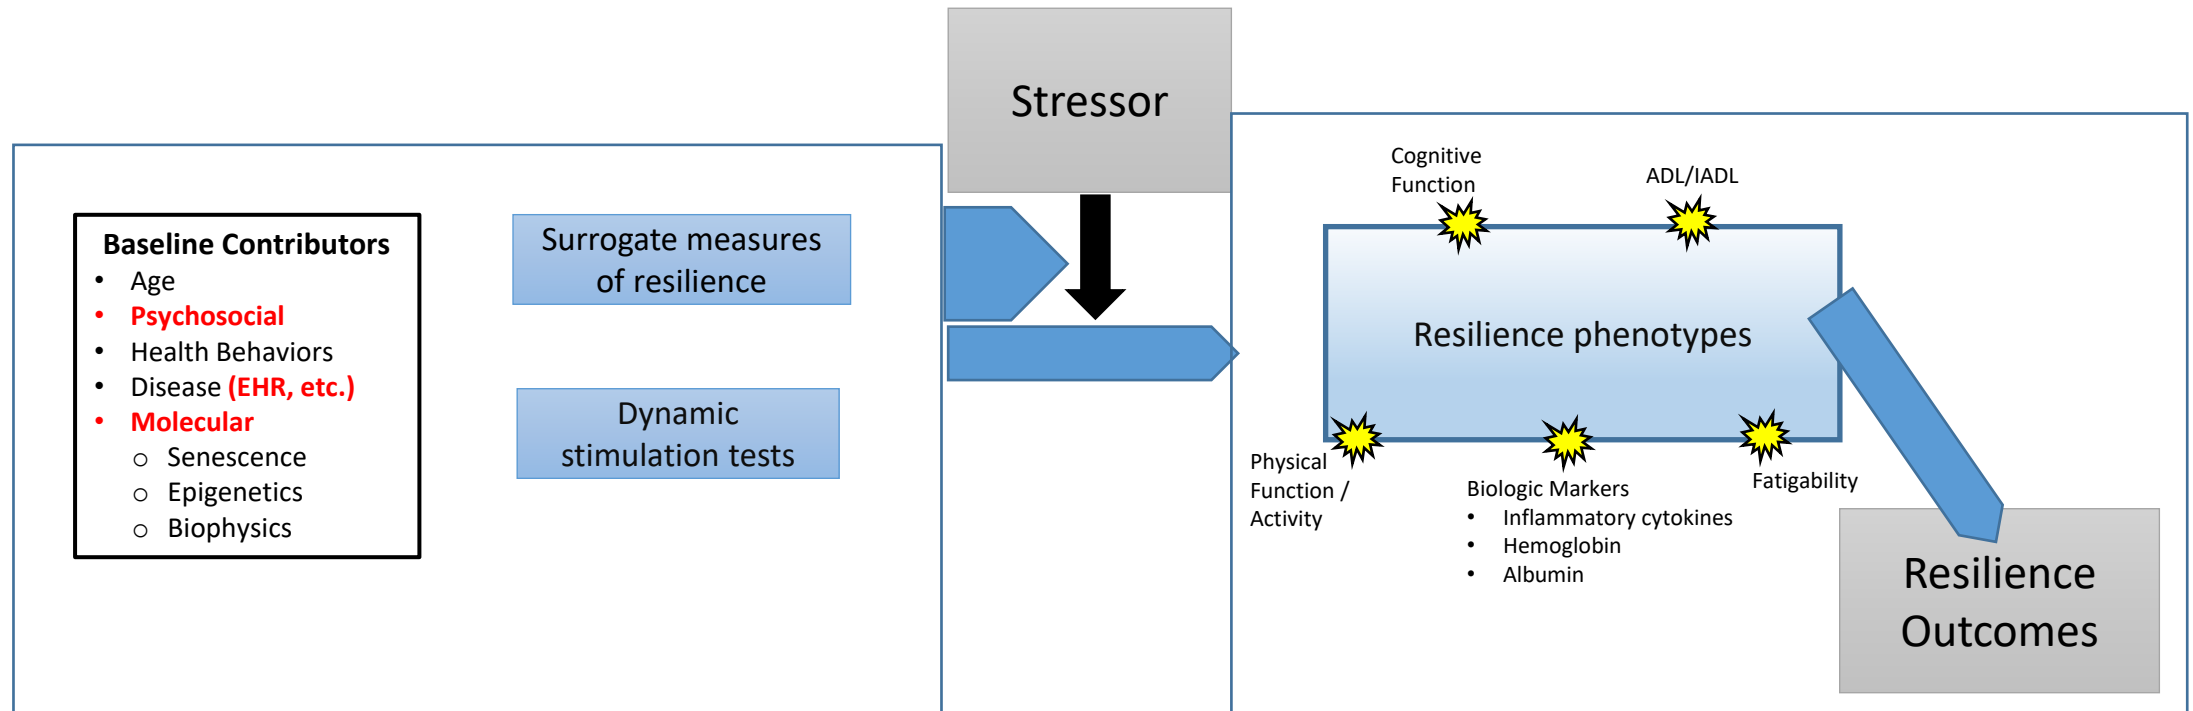 Stressor
Baseline Contributors
• Age
• Psychosocial
• Health Behaviors
• Disease (EHR, etc.)
• Molecular
o Senescence
o Epigenetics
o Biophysics
Surrogate measures
of resilience
Dynamic
stimulation tests
Cognitive
Function
ADL/IADL
Resilience phenotypes
Physical
Function /
Activity
Biologic Markers
• Inflammatory cytokines
• Hemoglobin
• Albumin
Fatigability
Resilience
Outcomes